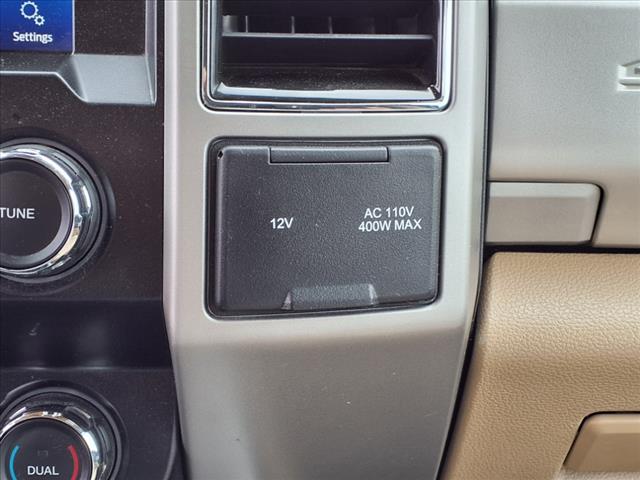 Settings
TUNE
12V
AC 110V
400W MAX
DUAL